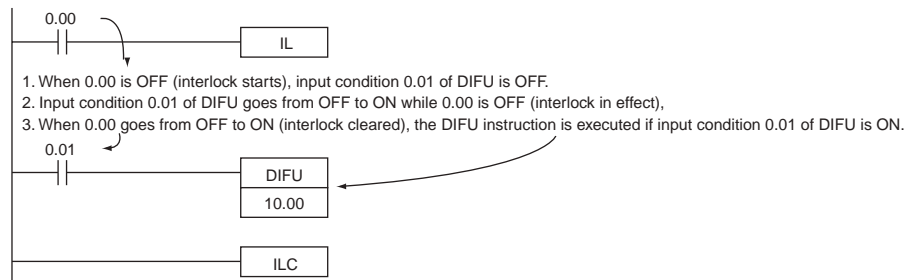 0.00
IL
1. When 0.00 is OFF (interlock starts), input condition 0.01 of DIFU is OFF.
2. Input condition 0.01 of DIFU goes from OFF to ON while 0.00 is OFF (interlock in effect),
3. When 0.00 goes from OFF to ON (interlock cleared), the DIFU instruction is executed if input condition 0.01 of DIFU is ON.
0.01
DIFU
10.00
ILC